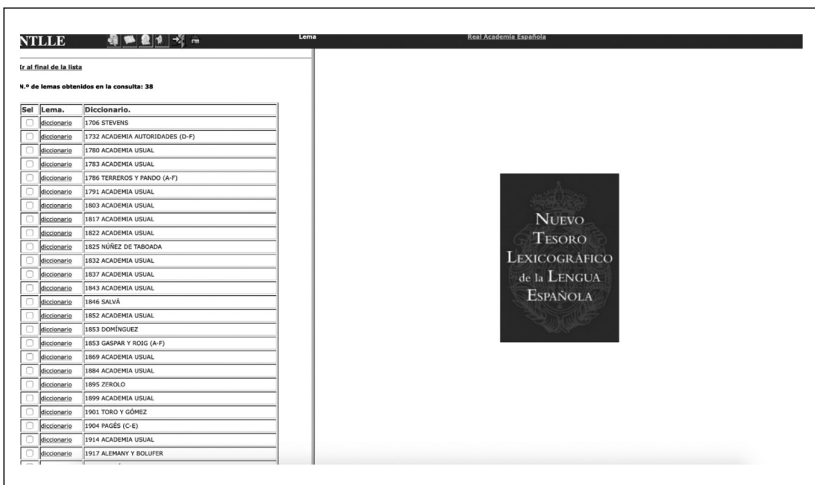 NTLLE
Lema
Real Academia Española
Ir al final de la lista
N.º de lemas obtenidos en la consulta: 38
Sel Lema. Diccionario.
diccionario 1706 STEVENS
diccionario 1732 ACADEMIA AUTORIDADES (D-F)
diccionario 1780 ACADEMIA USUAL
diccionario 1783 ACADEMIA USUAL
diccionario 1786 TERREROS Y PANDO (A-F)
diccionario 1791 ACADEMIA USUAL
diccionario 1803 ACADEMIA USUAL
diccionario 1817 ACADEMIA USUAL
diccionario 1822 ACADEMIA USUAL
diccionario 1825 NÚÑEZ DE TABOADA
diccionario 1832 ACADEMIA USUAL
diccionario 1837 ACADEMIA USUAL
diccionario 1843 ACADEMIA USUAL
diccionario 1846 SALVÁ
diccionario 1852 ACADEMIA USUAL
diccionario 1853 DOMÍNGUEZ
diccionario 1853 GASPAR Y ROIG (A-F)
diccionario 1869 ACADEMIA USUAL
diccionario 1884 ACADEMIA USUAL
diccionario 1895 ZEROLO
diccionario 1899 ACADEMIA USUAL
diccionario 1901 TORO Y GÓMEZ
diccionario 1904 PAGÉS (C-E)
diccionario 1914 ACADEMIA USUAL
diccionario 1917 ALEMANY Y BOLUFER
NUEVO
TESORO
LEXICOGRÁFICO
de la LENGUA
ESPAÑOLA